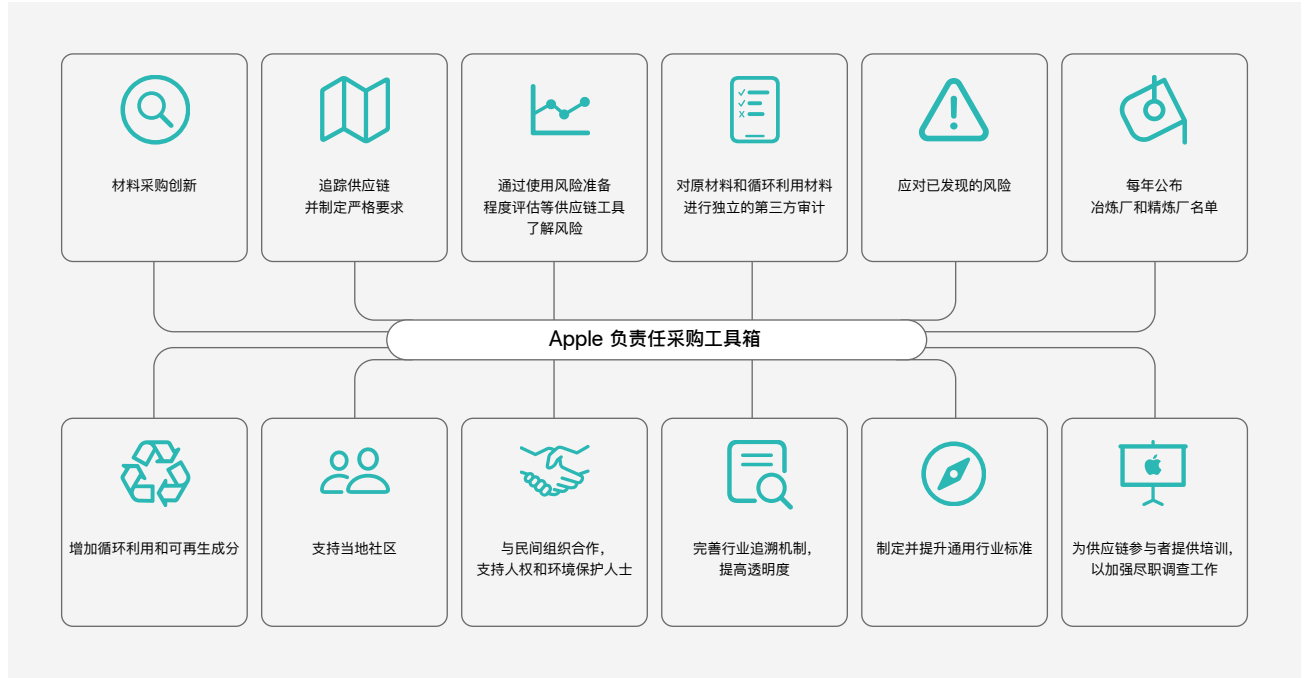 材料采购创新
追踪供应链
并制定严格要求
通过使用风险准备
程度评估等供应链工具
了解风险
对原材料和循环利用材料
进行独立的第三方审计
应对已发现的风险
每年公布
冶炼厂和精炼厂名单
Apple 负责任采购工具箱
增加循环利用和可再生成分
支持当地社区
与民间组织合作，
支持人权和环境保护人士
完善行业追溯机制，
提高透明度
制定并提升通用行业标准
为供应链参与者提供培训，
以加强尽职调查工作